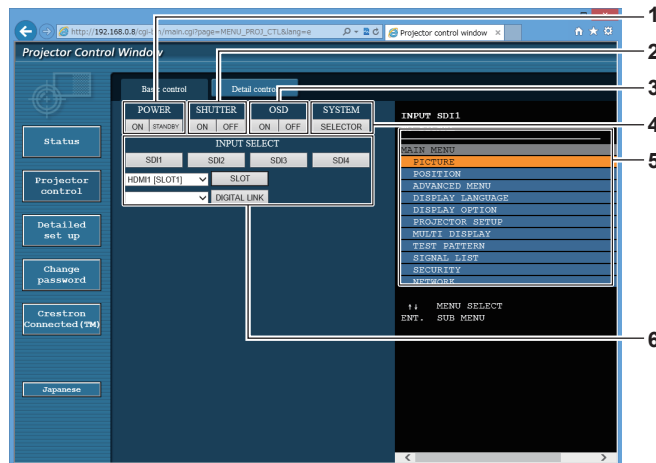 http://192.168.0.8/cgi-bin/main.cgi?page=MENU_PROJ_CTL&lang=e
Projector control window
Projector Control Window
Basic control
Detail control
POWER
SHUTTER
OSD
SYSTEM
ON STANDBY
ON OFF
ON OFF
SELECTOR
INPUT SELECT
SDI1
SDI2
SDI3
SDI4
HDMI1 [SLOT1]
SLOT
DIGITAL LINK
Status
Projector
control
Detailed
set up
Change
password
Crestron
Connected(TM)
Japanese
INPUT SDI1
MAIN MENU
PICTURE
POSITION
ADVANCED MENU
DISPLAY LANGUAGE
DISPLAY OPTION
PROJECTOR SETUP
MULTI DISPLAY
TEST PATTERN
SIGNAL LIST
SECURITY
NETWORK
↑↓ MENU SELECT
ENT. SUB MENU
1
2
3
4
5
6